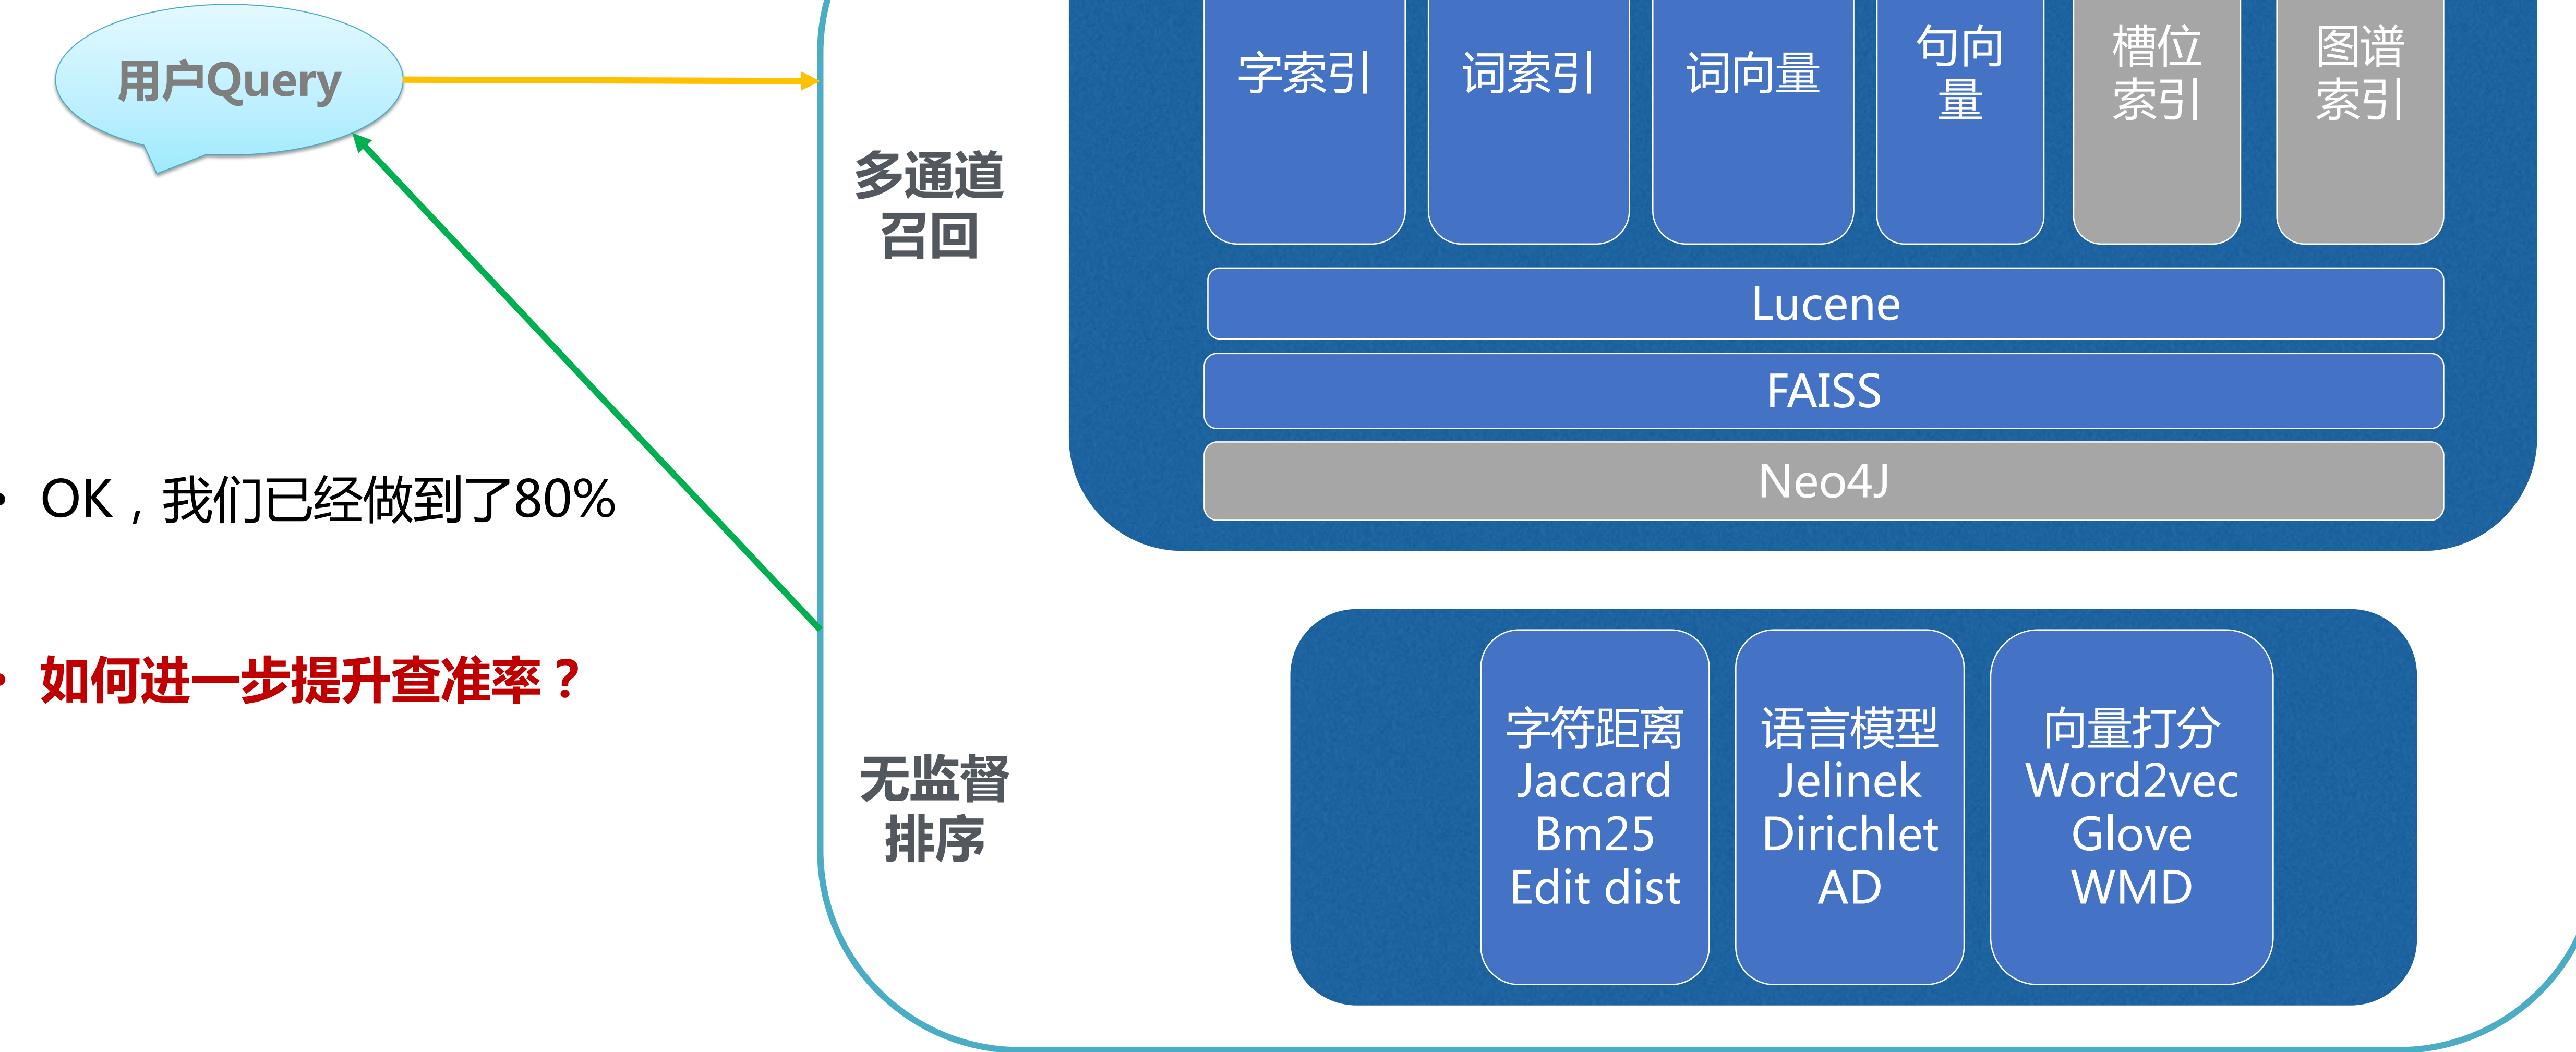 用户Query
OK，我们已经做到了80%
如何进一步提升查准率？
多通道
召回
字索引
词索引
词向量
句向
量
槽位
索引
图谱
索引
Lucene
FAISS
Neo4J
无监督
排序
字符距离
Jaccard
Bm25
Edit dist
语言模型
Jelinek
Dirichlet
AD
向量打分
Word2vec
Glove
WMD